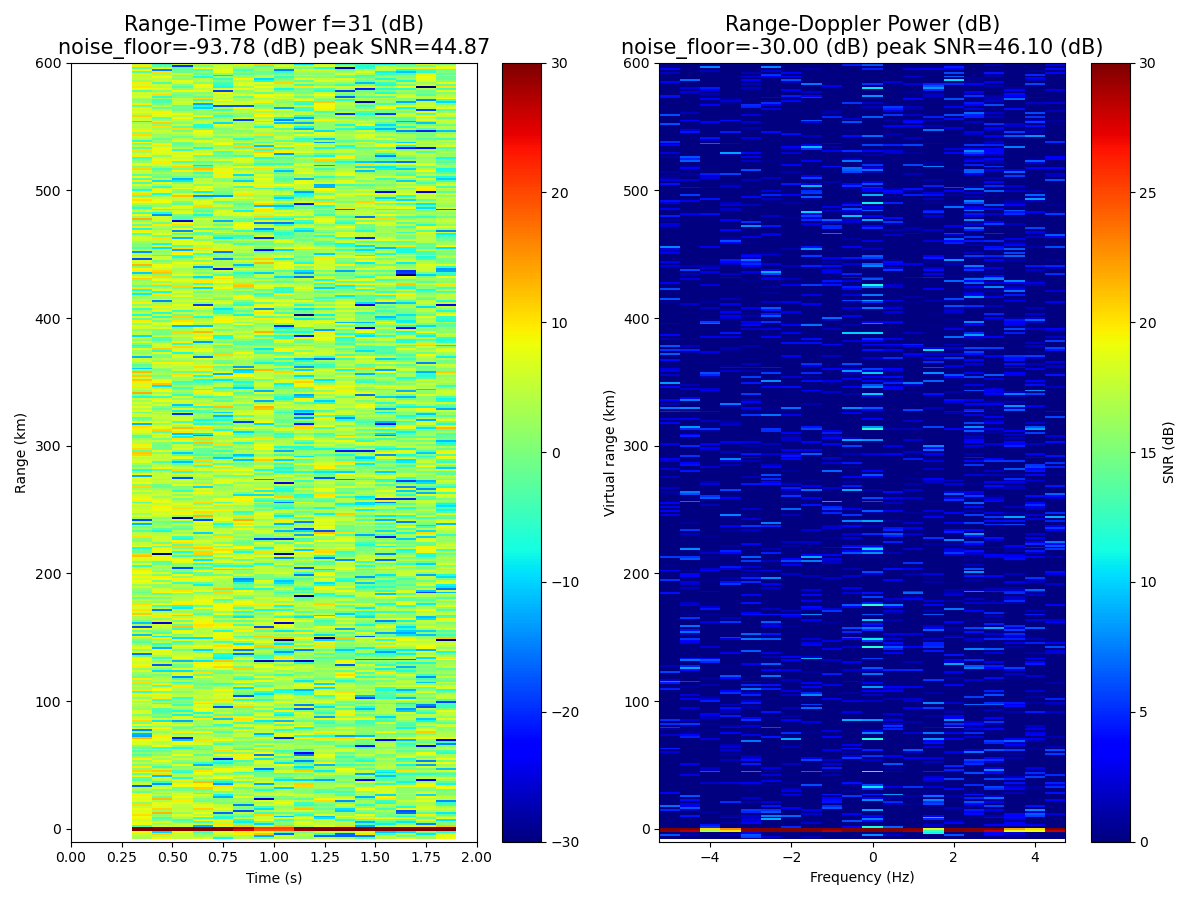 Range-Time Power f=31 (dB)
noise_floor=-93.78 (dB) peak SNR=44.87
600
500
400
300
200
100
0
Range (km)
0.00 0.25 0.50 0.75 1.00 1.25 1.50 1.75 2.00
Time (s)
30
20
10
0
−10
−20
−30
Range-Doppler Power (dB)
noise_floor=-30.00 (dB) peak SNR=46.10 (dB)
600
500
400
300
200
100
0
Virtual range (km)
−4 −2 0 2 4
Frequency (Hz)
30
25
20
15
10
5
0
SNR (dB)